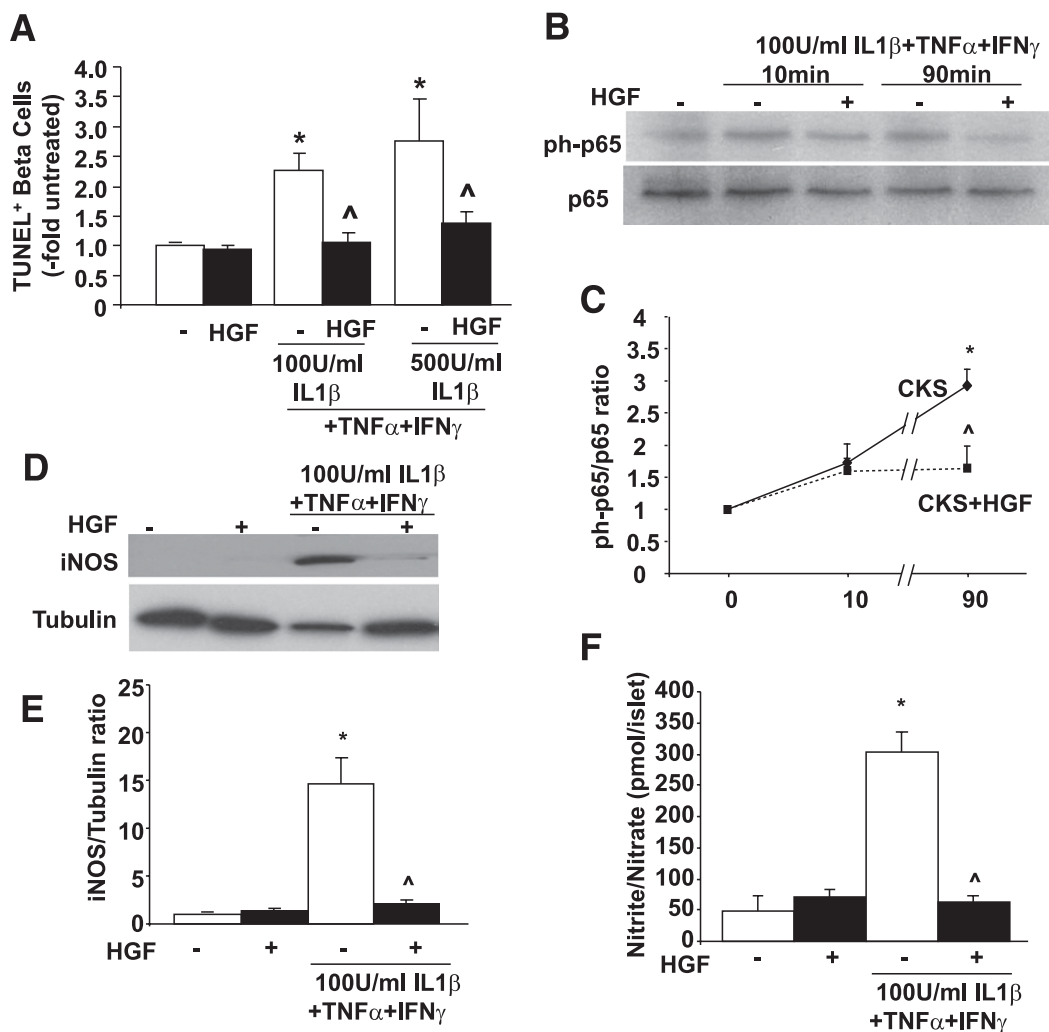 A
TUNEL+ Beta Cells
(-fold untreated)
4.0
3.5
3.0
2.5
2.0
1.5
1.0
0.5
0
*
^
*
^
- HGF - HGF - HGF
100U/ml 500U/ml
IL1β IL1β
+TNFα+IFNγ
B
100U/ml IL1β+TNFα+IFNγ
10min 90min
HGF - - + - +
ph-p65
p65
C
ph-p65/p65 ratio
4
3.5
3
2.5
2
1.5
1
0.5
0
CKS
*
^
CKS+HGF
0 10 90
D
100U/ml IL1β
+TNFα+IFNγ
HGF - + - +
iNOS
Tubulin
E
iNOS/Tubulin ratio
25
20
15
10
5
0
*
^
HGF - + - +
100U/ml IL1β
+TNFα+IFNγ
F
Nitrite/Nitrate (pmol/islet)
400
350
300
250
200
150
100
50
0
*
^
HGF - + - +
100U/ml IL1β
+TNFα+IFNγ